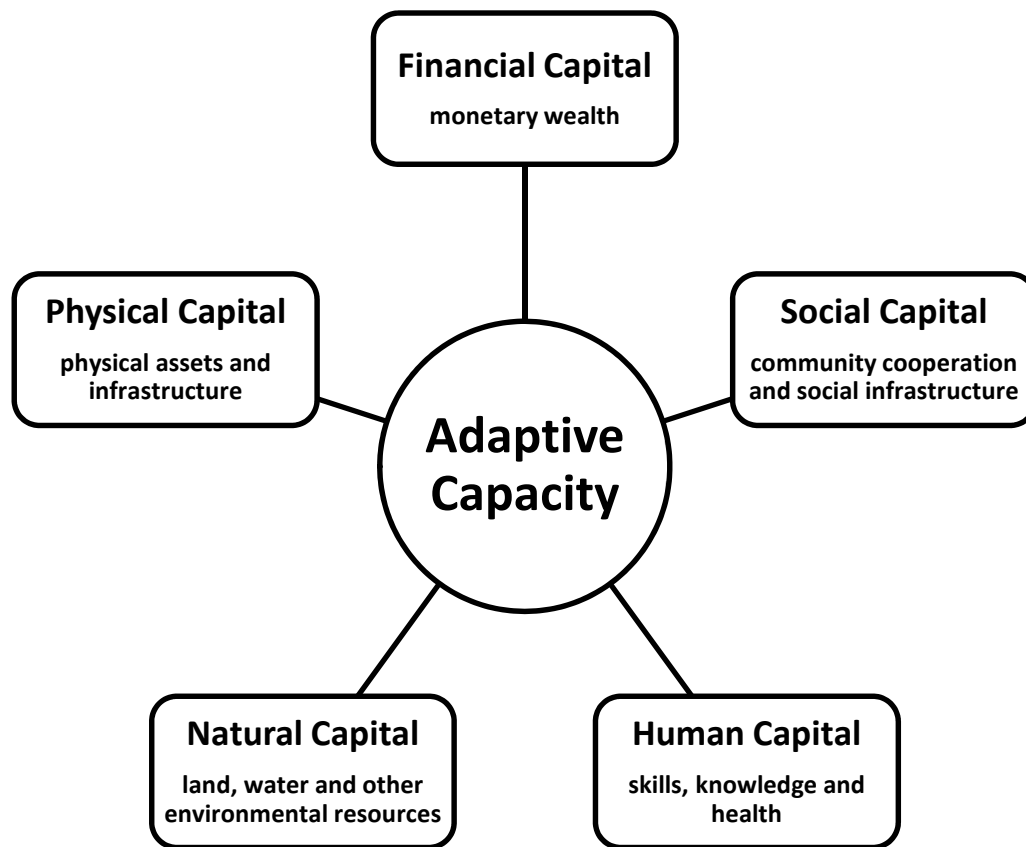 Financial Capital
monetary wealth
Physical Capital
physical assets and
infrastructure
Social Capital
community cooperation
and social infrastructure
Adaptive
Capacity
Natural Capital
land, water and other
environmental resources
Human Capital
skills, knowledge and
health